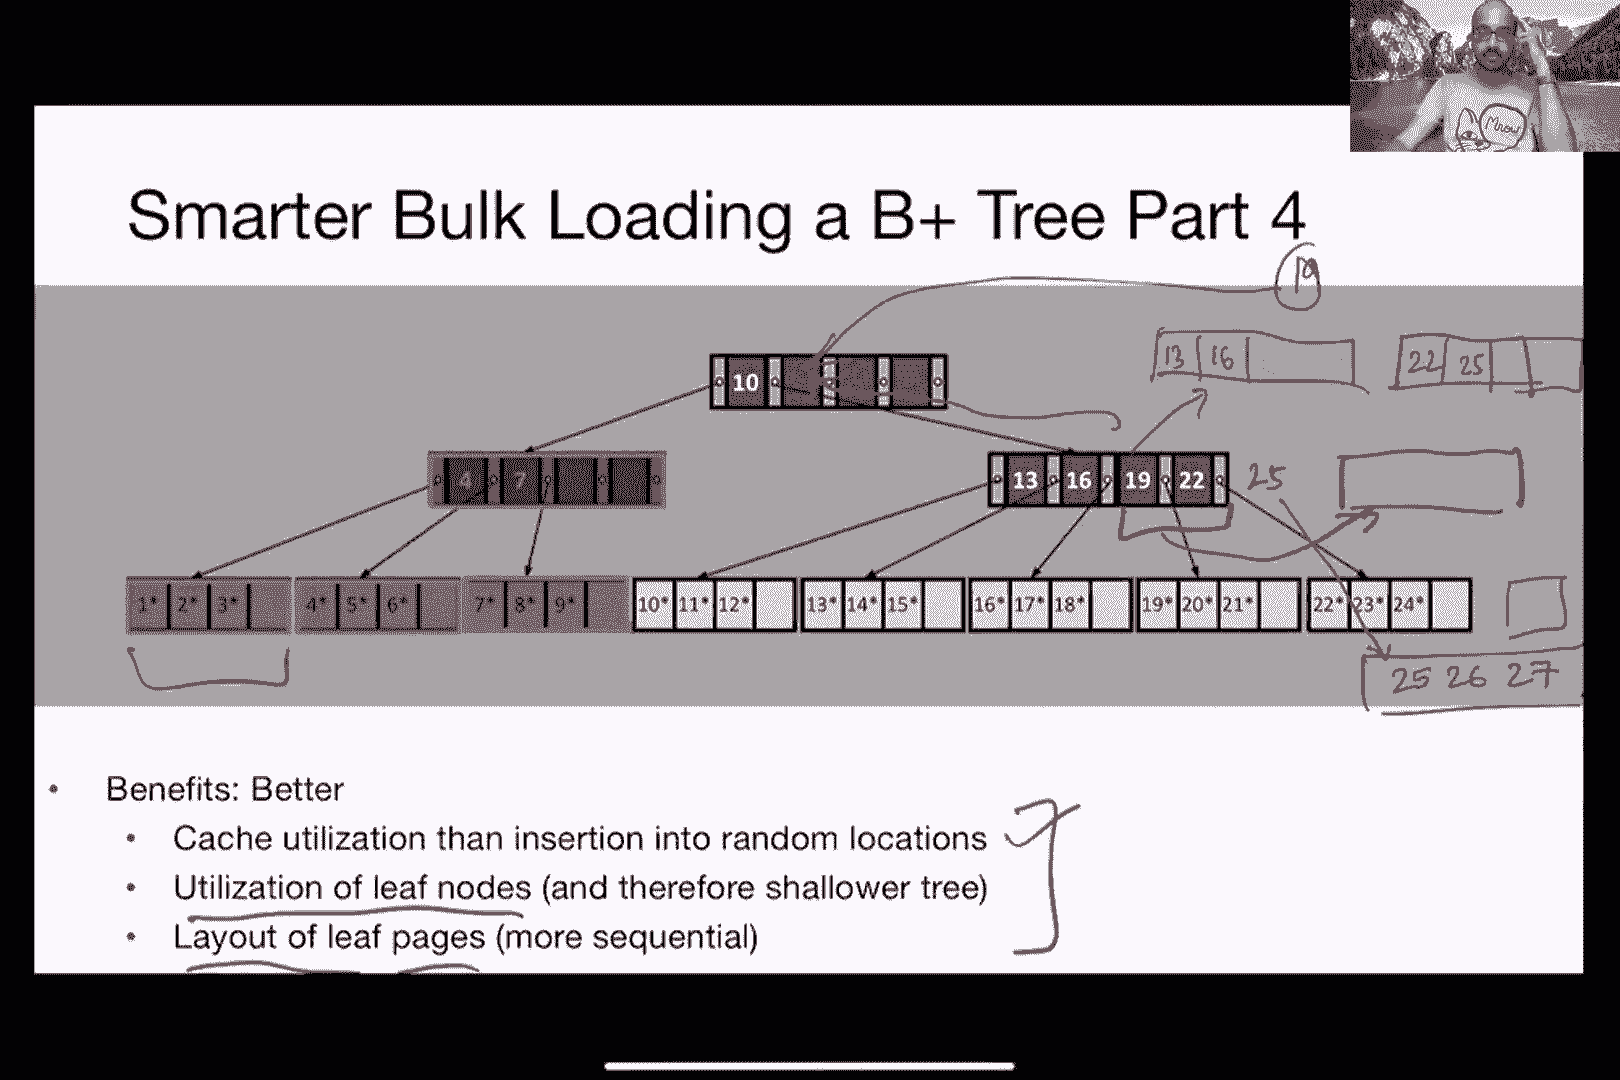 Mrow
Smarter Bulk Loading a B+ Tree Part 4
19
13 16
22 25
10
4 7
13 16 19 22 25
1* 2* 3* 4* 5* 6* 7* 8* 9* 10* 11* 12* 13* 14* 15* 16* 17* 18* 19* 20* 21* 22* 23* 24*
25 26 27
• Benefits: Better
• Cache utilization than insertion into random locations
• Utilization of leaf nodes (and therefore shallower tree)
• Layout of leaf pages (more sequential)